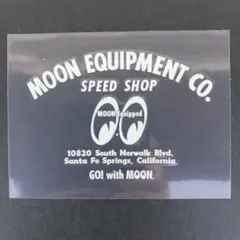 MOON EQUIPMENT CO.
SPEED SHOP
MOON Equipped
10820 South Norwalk Blvd.
Santa Fe Springs, California
GO! with MOON